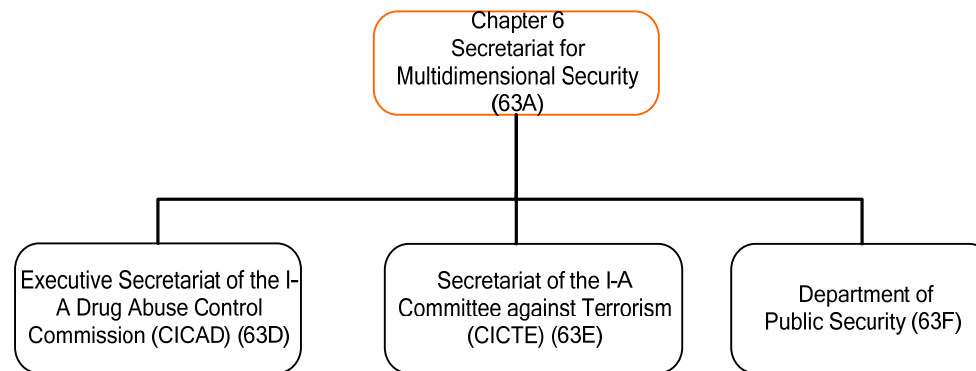 Chapter 6
Secretariat for
Multidimensional Security
(63A)
Executive Secretariat of the I-
A Drug Abuse Control
Commission (CICAD) (63D)
Secretariat of the I-A
Committee against Terrorism
(CICTE) (63E)
Department of
Public Security (63F)